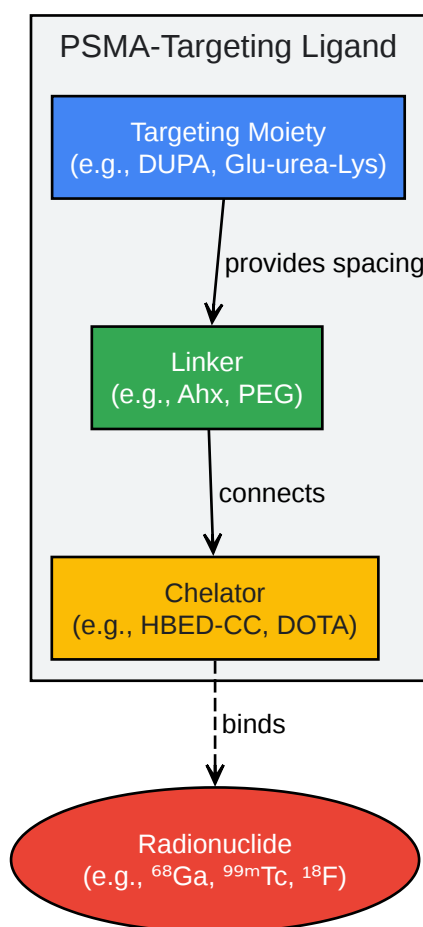 PSMA-Targeting Ligand
Targeting Moiety
(e.g., DUPA, Glu-urea-Lys)
provides spacing
Linker
(e.g., Ahx, PEG)
connects
Chelator
(e.g., HBED-CC, DOTA)
binds
Radionuclide
(e.g., ⁶⁸Ga, ⁹⁹ᵐTc, ¹⁸F)